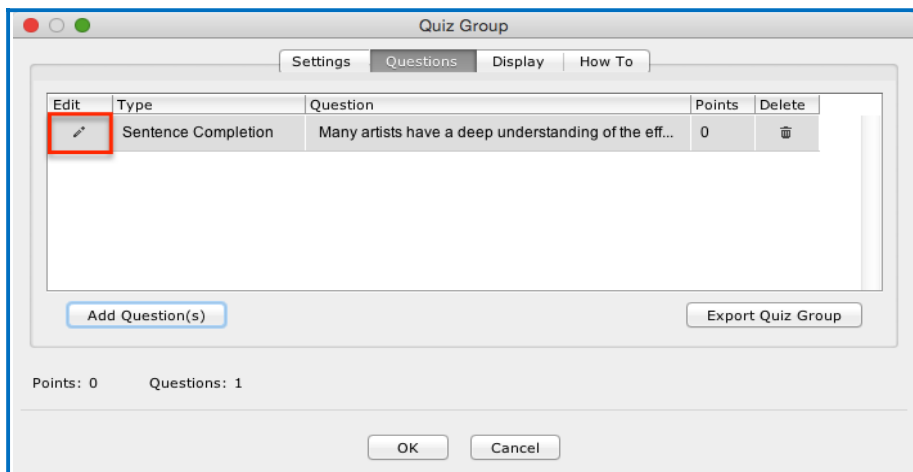 Quiz Group
Settings Questions Display How To
Edit Type Question Points Delete
Sentence Completion Many artists have a deep understanding of the eff... 0
Add Question(s) Export Quiz Group
Points: 0 Questions: 1
OK Cancel